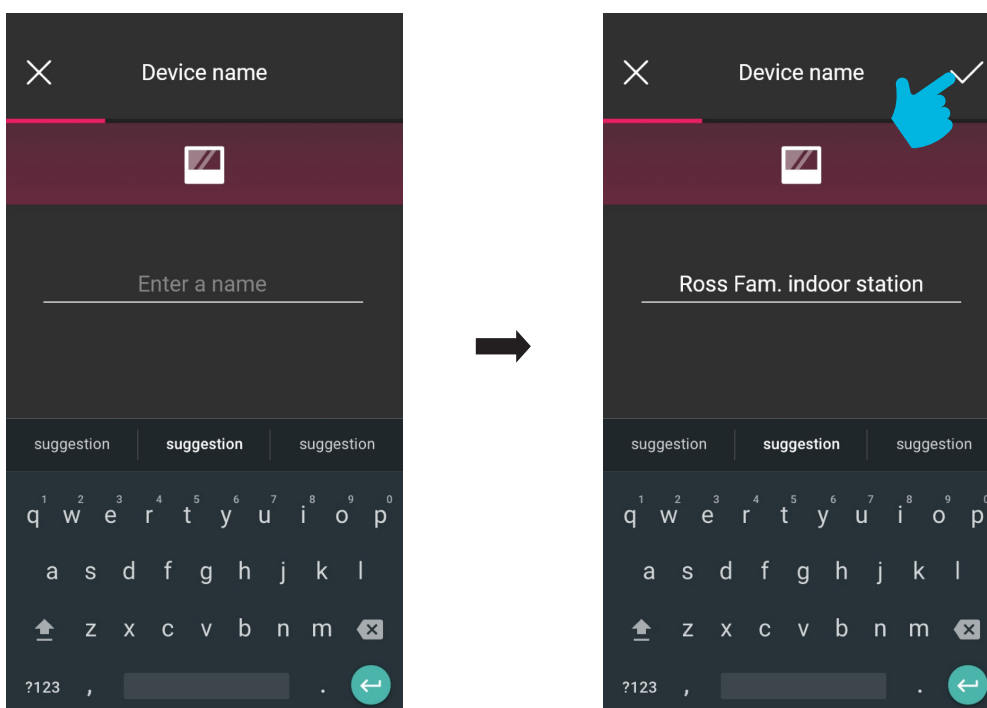 Device name
Enter a name
suggestion suggestion suggestion
1 2 3 4 5 6 7 8 9 0
q w e r t y u i o p
a s d f g h j k l
z x c v b n m
?123 , .
Device name
Ross Fam. indoor station
suggestion suggestion suggestion
1 2 3 4 5 6 7 8 9 0
q w e r t y u i o p
a s d f g h j k l
z x c v b n m
?123 , .